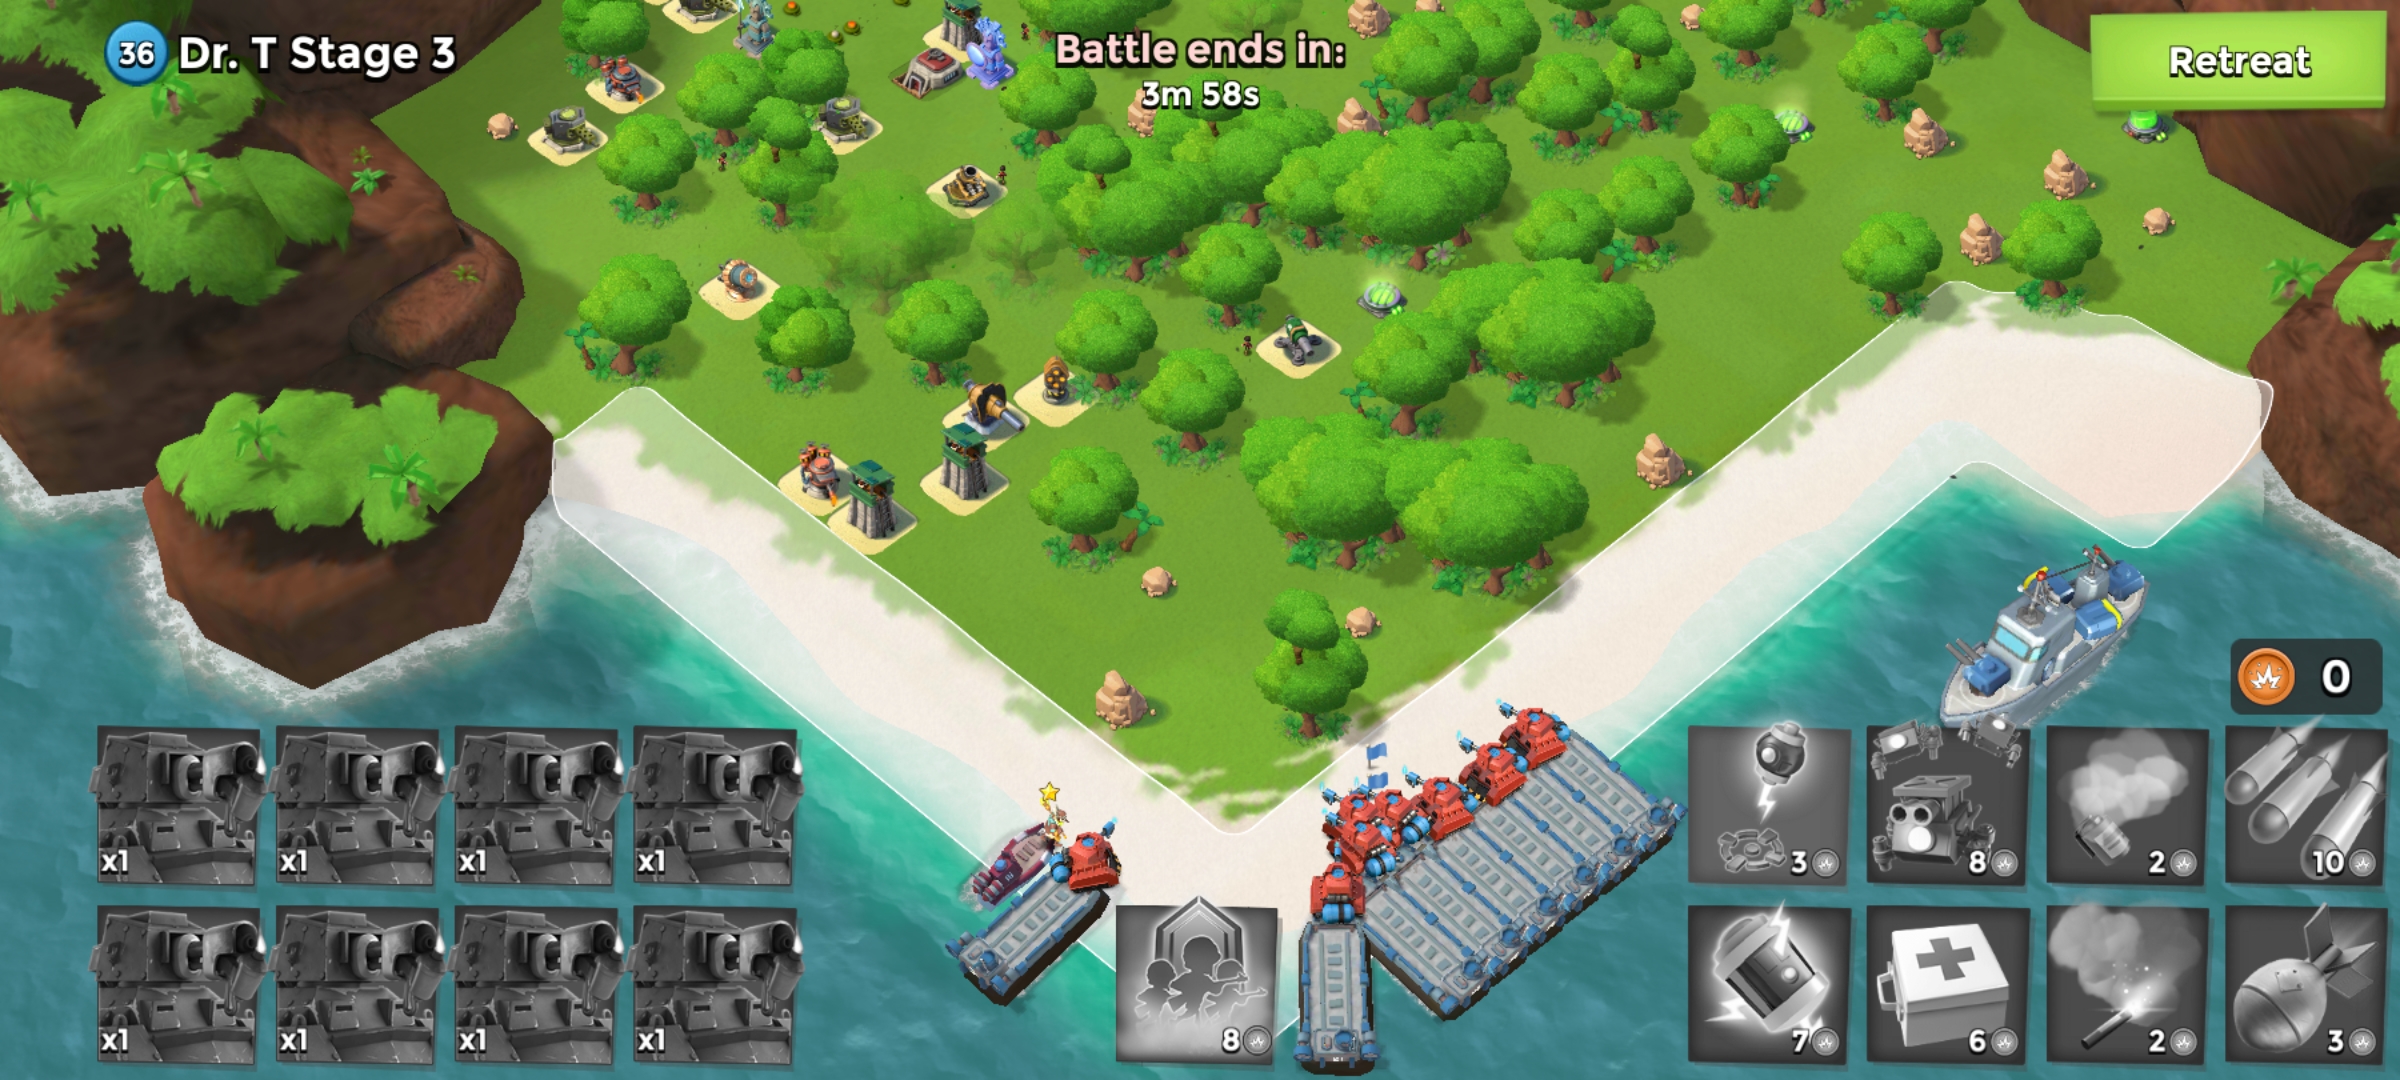 36 Dr. T Stage 3
Battle ends in:
3m 58s
Retreat
0
x1 x1 x1 x1
3 8 2 10
x1 x1 x1 x1
8
7 6 2 3